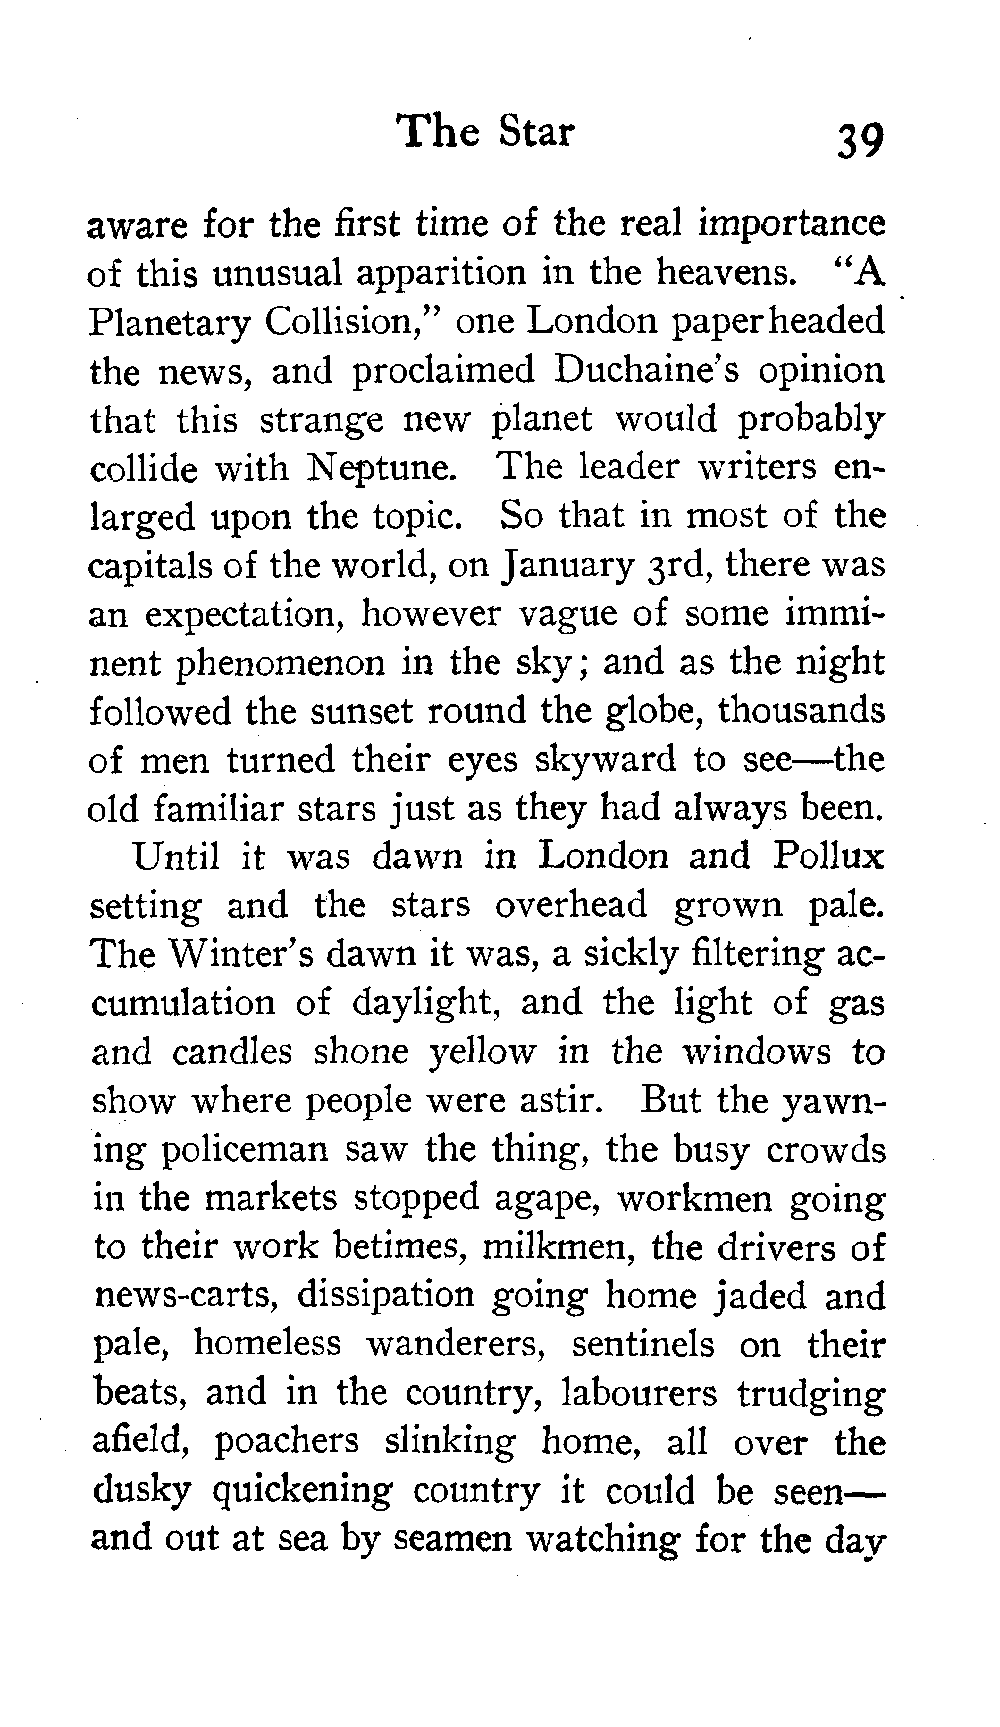 The Star 39
aware for the first time of the real importance
of this unusual apparition in the heavens. “A
Planetary Collision,” one London paper headed
the news, and proclaimed Duchaine’s opinion
that this strange new planet would probably
collide with Neptune. The leader writers en-
larged upon the topic. So that in most of the
capitals of the world, on January 3rd, there was
an expectation, however vague of some immi-
nent phenomenon in the sky; and as the night
followed the sunset round the globe, thousands
of men turned their eyes skyward to see—the
old familiar stars just as they had always been.
Until it was dawn in London and Pollux
setting and the stars overhead grown pale.
The Winter’s dawn it was, a sickly filtering ac-
cumulation of daylight, and the light of gas
and candles shone yellow in the windows to
show where people were astir. But the yawn-
ing policeman saw the thing, the busy crowds
in the markets stopped agape, workmen going
to their work betimes, milkmen, the drivers of
news-carts, dissipation going home jaded and
pale, homeless wanderers, sentinels on their
beats, and in the country, labourers trudging
afield, poachers slinking home, all over the
dusky quickening country it could be seen—
and out at sea by seamen watching for the day